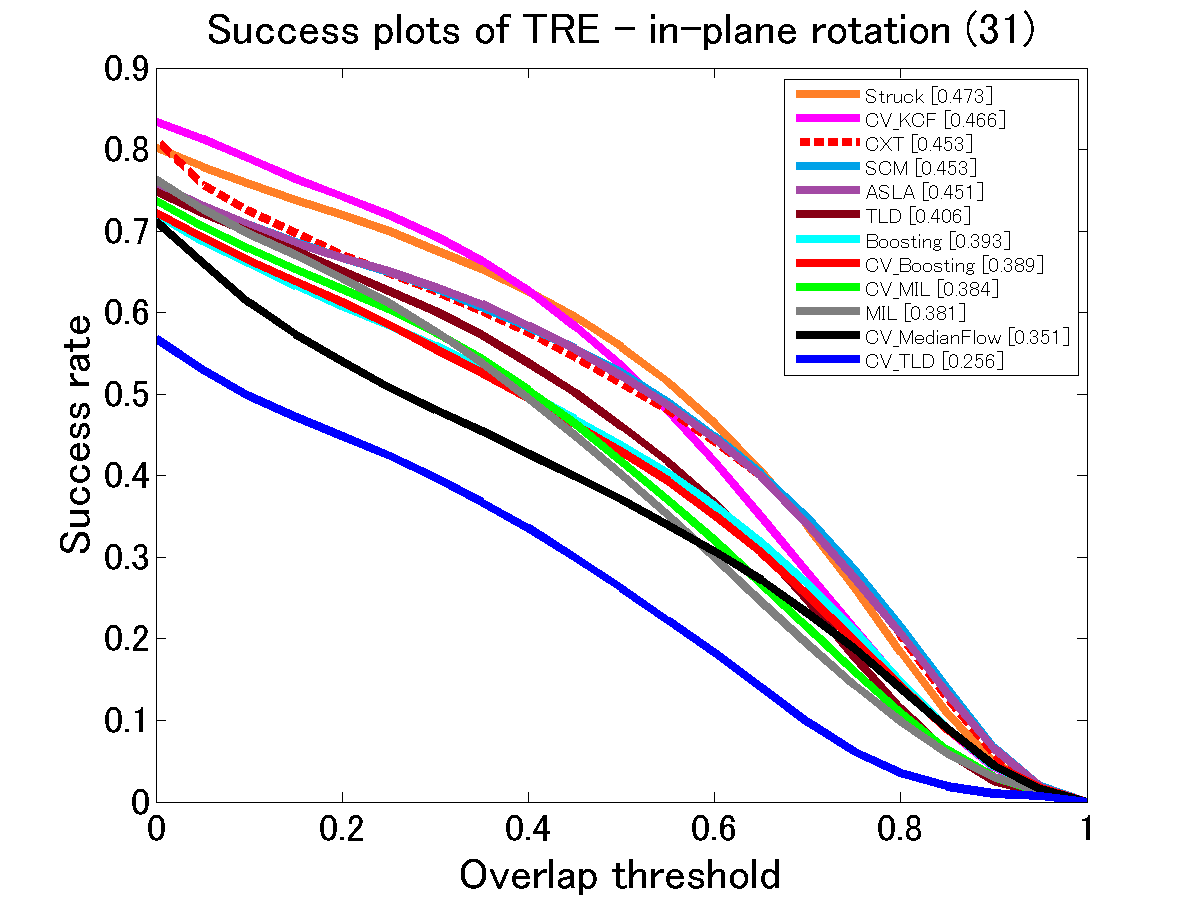 Success plots of TRE - in-plane rotation (31)
0.9
0.8
0.7
0.6
0.5
0.4
0.3
0.2
0.1
0
Success rate
Struck [0.473]
CV_KCF [0.466]
CXT [0.453]
SCM [0.453]
ASLA [0.451]
TLD [0.406]
Boosting [0.393]
CV_Boosting [0.389]
CV_MIL [0.384]
MIL [0.381]
CV_MedianFlow [0.351]
CV_TLD [0.256]
0 0.2 0.4 0.6 0.8 1
Overlap threshold